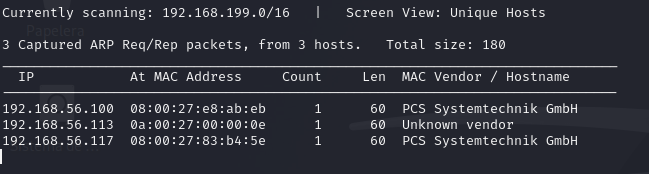 Currently scanning: 192.168.199.0/16   |   Screen View: Unique Hosts
Papelera
3 Captured ARP Req/Rep packets, from 3 hosts.   Total size: 180
IP            At MAC Address     Count     Len  MAC Vendor / Hostname
192.168.56.100  08:00:27:e8:ab:eb      1      60  PCS Systemtechnik GmbH
192.168.56.113  0a:00:27:00:00:0e      1      60  Unknown vendor
192.168.56.117  08:00:27:83:b4:5e      1      60  PCS Systemtechnik GmbH